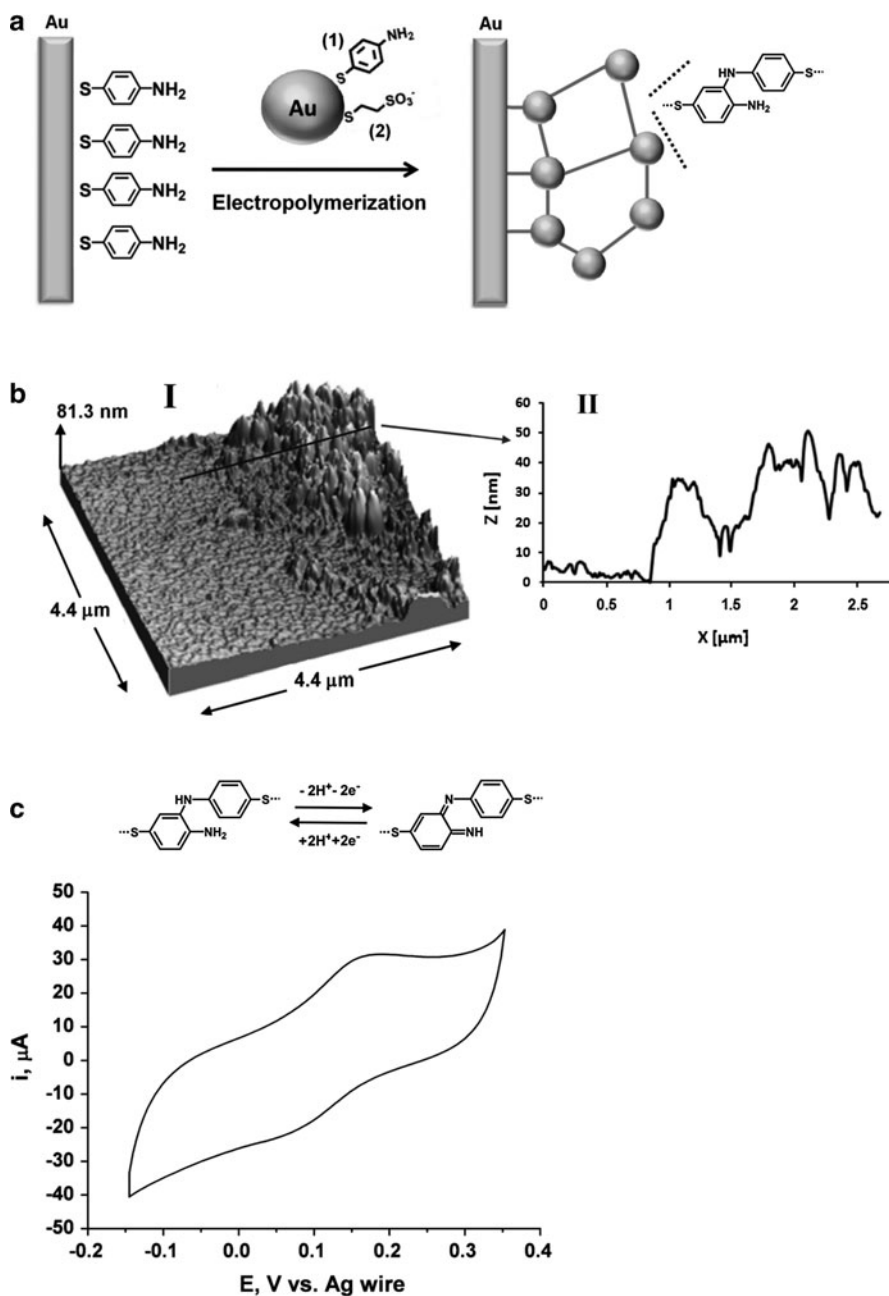 a
Au
S NH₂
S NH₂
S NH₂
S NH₂
(1)
NH₂
S
Au
S SO₃⁻
(2)
Electropolymerization
Au
HN S···
···S NH₂
b
I
81.3 nm
4.4 μm
4.4 μm
II
Z [nm]
60
50
40
30
20
10
0
0 0.5 1 1.5 2 2.5
X [μm]
c
HN S···
···S NH₂
- 2H⁺- 2e⁻
+2H⁺+2e⁻
N S···
···S NH
i, μA
50
40
30
20
10
0
-10
-20
-30
-40
-50
-0.2 -0.1 0.0 0.1 0.2 0.3 0.4
E, V vs. Ag wire